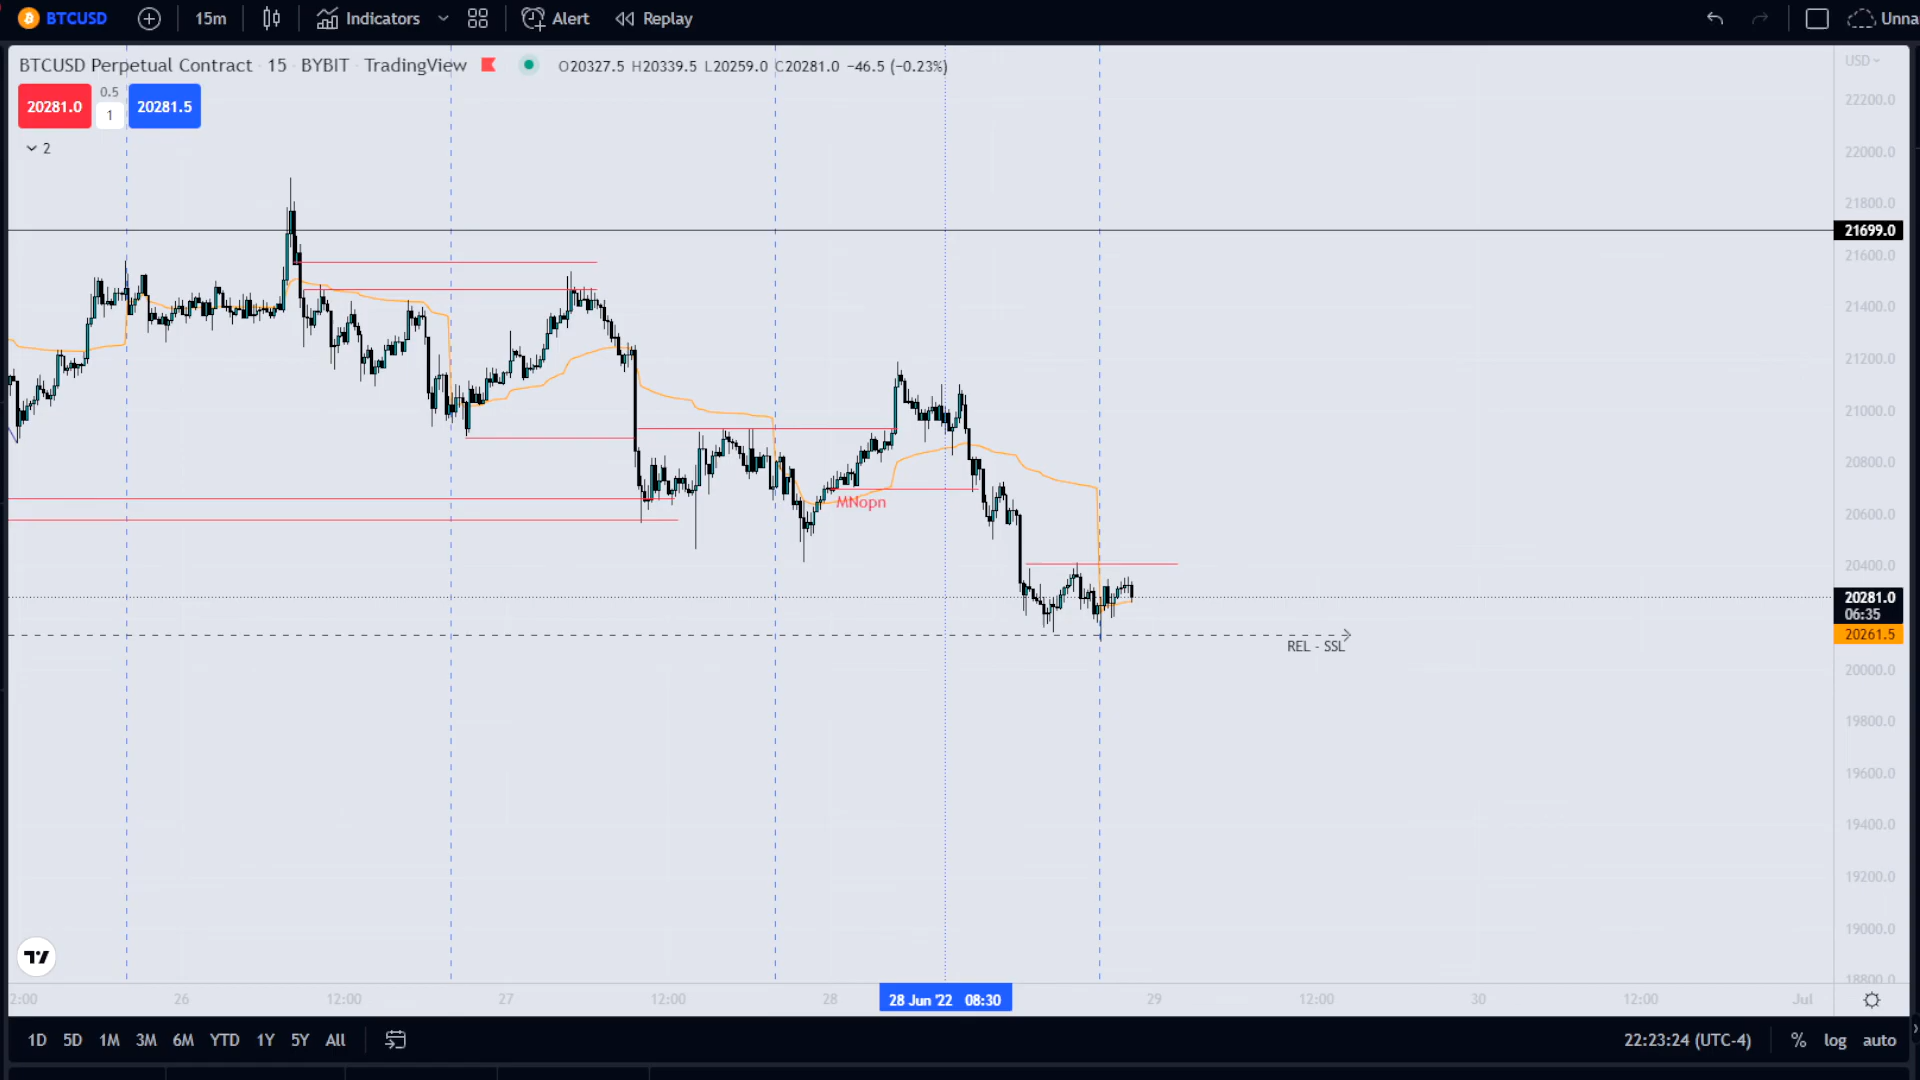 BTCUSD 15m Indicators Alert Replay Unna
BTCUSD Perpetual Contract · 15 · BYBIT · TradingView O20327.5 H20339.5 L20259.0 C20281.0 −46.5 (−0.23%)
USD
20281.0 0.5 1 20281.5
2
22200.0
22000.0
21800.0
21699.0
21600.0
21400.0
21200.0
21000.0
20800.0
MNopn
20600.0
20400.0
20281.0
06:35
20261.5
REL - SSL
20000.0
19800.0
19600.0
19400.0
19200.0
19000.0
18800.0
2:00 26 12:00 27 12:00 28 28 Jun '22 08:30 29 12:00 30 12:00 Jul
1D 5D 1M 3M 6M YTD 1Y 5Y All 22:23:24 (UTC-4) % log auto